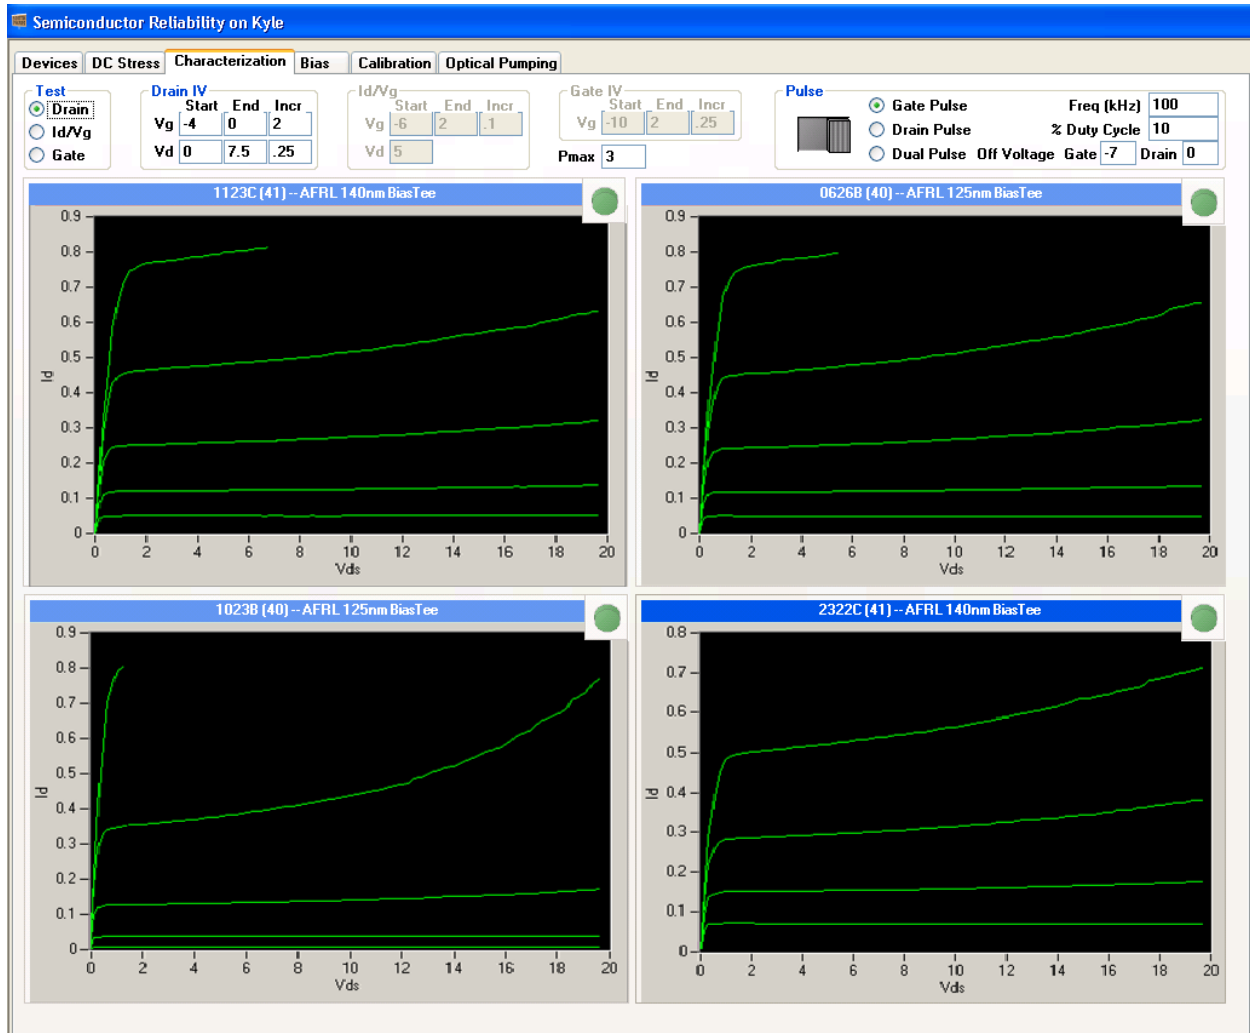 Semiconductor Reliability on Kyle
Devices DC Stress Characterization Bias Calibration Optical Pumping
Test
Drain
Id/Vg
Gate
Drain IV
Start End Incr
Vg -4 0 2
Vd 0 7.5 .25
Id/Vg
Start End Incr
Vg -6 2 .1
Vd 5
Gate IV
Start End Incr
Vg -10 2 .25
Pmax 3
Pulse
Gate Pulse
Drain Pulse
Dual Pulse
Freq (kHz) 100
% Duty Cycle 10
Off Voltage Gate -7 Drain 0
1123C (41) -- AFRL 140nm BiasTee
0.9
0.8
0.7
0.6
0.5
0.4
0.3
0.2
0.1
0
Id
0 2 4 6 8 10 12 14 16 18 20
Vds
0626B (40) -- AFRL 125nm BiasTee
0.9
0.8
0.7
0.6
0.5
0.4
0.3
0.2
0.1
0
Id
0 2 4 6 8 10 12 14 16 18 20
Vds
1023B (40) -- AFRL 125nm BiasTee
0.9
0.8
0.7
0.6
0.5
0.4
0.3
0.2
0.1
0
Id
0 2 4 6 8 10 12 14 16 18 20
Vds
2322C (41) -- AFRL 140nm BiasTee
0.8
0.7
0.6
0.5
0.4
0.3
0.2
0.1
0
Id
0 2 4 6 8 10 12 14 16 18 20
Vds